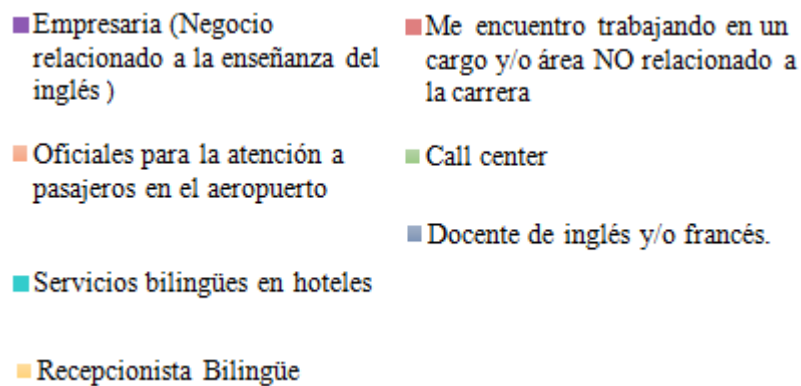 Empresaria (Negocio
relacionado a la enseñanza del
inglés )
Oficiales para la atención a
pasajeros en el aeropuerto
Servicios bilingües en hoteles
Recepcionista Bilingüe
Me encuentro trabajando en un
cargo y/o área NO relacionado a
la carrera
Call center
Docente de inglés y/o francés.